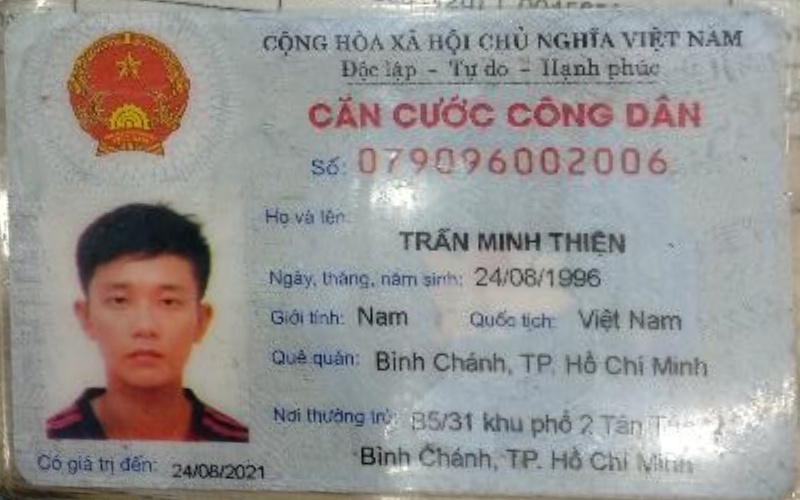 CỘNG HÒA XÃ HỘI CHỦ NGHĨA VIỆT NAM
Độc lập - Tự do - Hạnh phúc
CĂN CƯỚC CÔNG DÂN
Số: 079096002006
Họ và tên:
TRẦN MINH THIỆN
Ngày, tháng, năm sinh: 24/08/1996
Giới tính: Nam Quốc tịch: Việt Nam
Quê quán: Bình Chánh, TP. Hồ Chí Minh
Nơi thường trú: B5/31 khu phố 2 Tân
Bình Chánh, TP. Hồ Chí Minh
Có giá trị đến: 24/08/2021